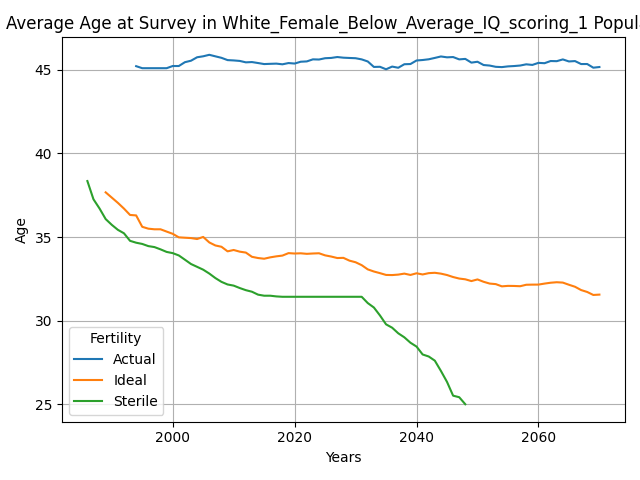 Average Age at Survey in White_Female_Below_Average_IQ_scoring_1 Popul
45
40
35
30
25
Age
Fertility
Actual
Ideal
Sterile
2000 2020 2040 2060
Years